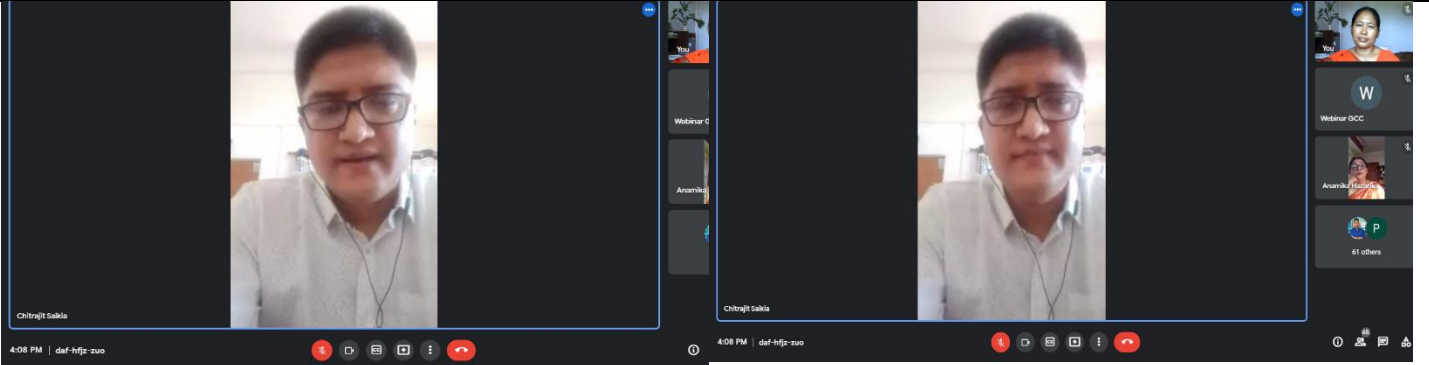 You
Webinar G
Anamika
Chitrajit Saikia
4:08 PM | daf-hfjz-zuo
You
W
Webinar GCC
Anamika Hazarika
P
61 others
Chitrajit Saikia
4:08 PM | daf-hfjz-zuo
65